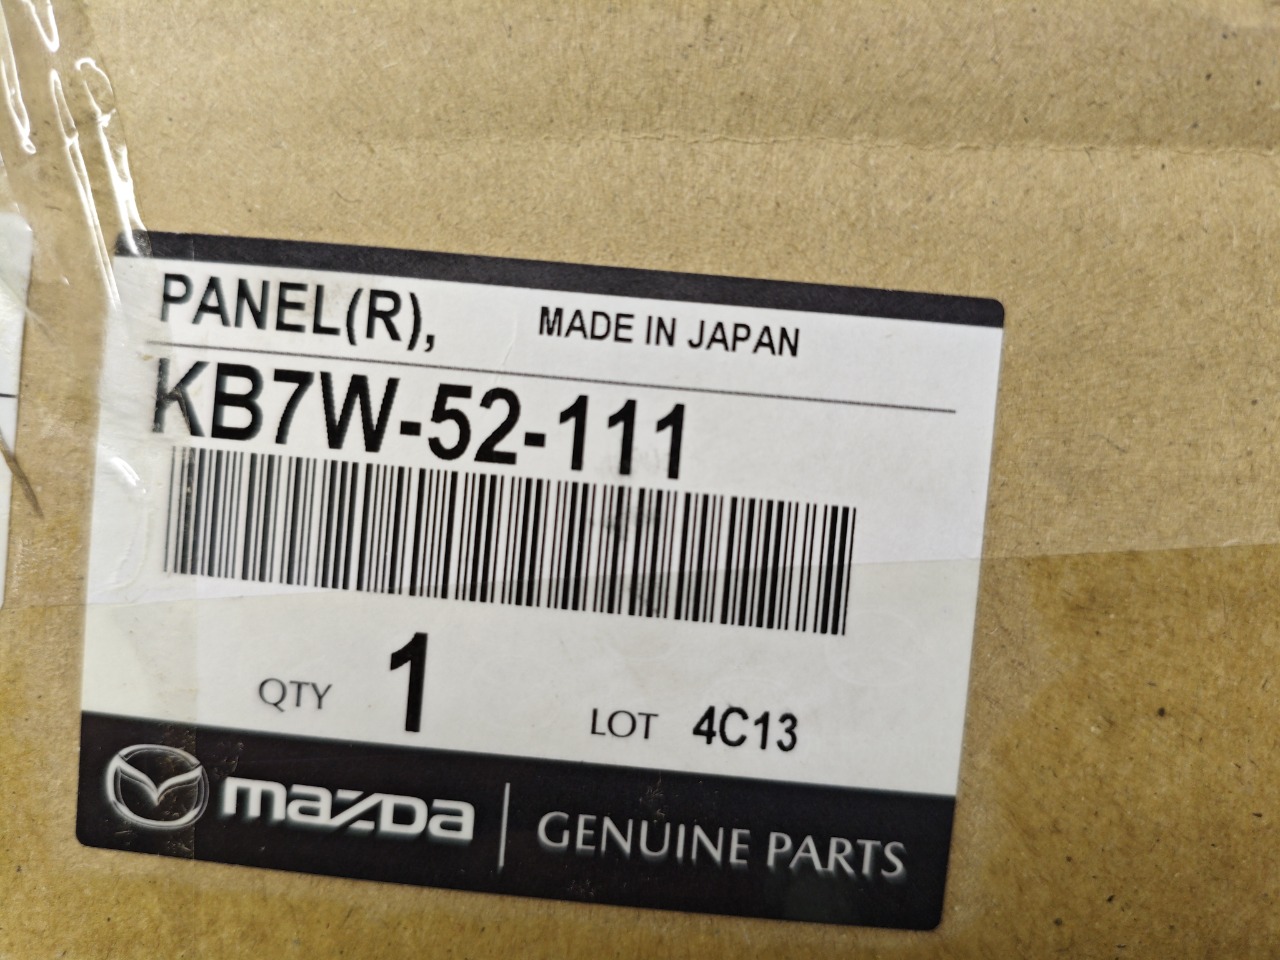 PANEL(R), MADE IN JAPAN
KB7W-52-111
QTY 1 LOT 4C13
mazDa GENUINE PARTS